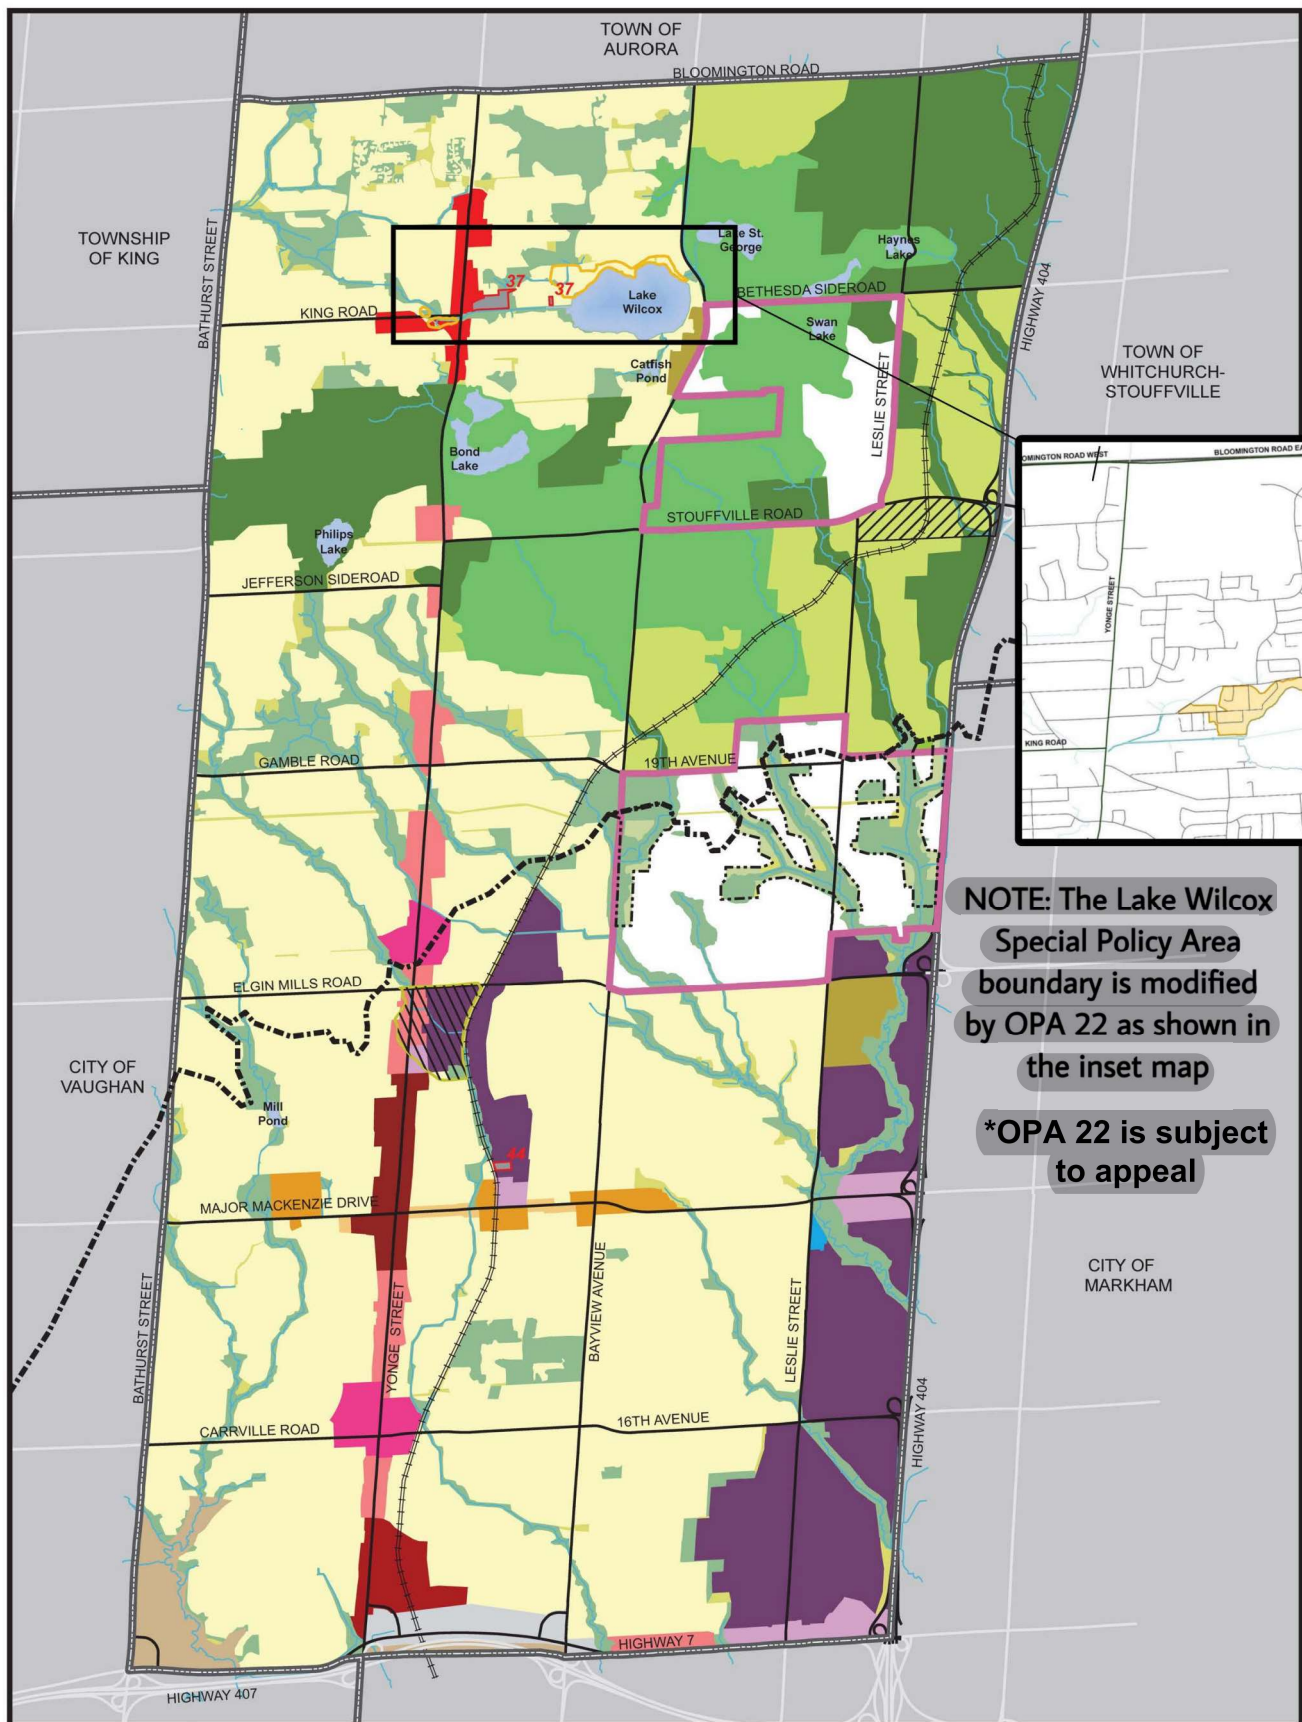 TOWN OF
AURORA
BLOOMINGTON ROAD
TOWNSHIP
OF KING
BATHURST STREET
Lake St.
George
Haynes
Lake
37
37
Lake
Wilcox
BETHESDA SIDEROAD
KING ROAD
Swan
Lake
HIGHWAY 404
TOWN OF
WHITCHURCH-
STOUFFVILLE
Catfish
Pond
LESLIE STREET
Bond
Lake
OMINGTON ROAD WEST
BLOOMINGTON ROAD EA
YONGE STREET
KING ROAD
STOUFFVILLE ROAD
Philips
Lake
JEFFERSON SIDEROAD
GAMBLE ROAD
19TH AVENUE
NOTE: The Lake Wilcox
Special Policy Area
boundary is modified
by OPA 22 as shown in
the inset map
*OPA 22 is subject
to appeal
ELGIN MILLS ROAD
CITY OF
VAUGHAN
Mill
Pond
44
MAJOR MACKENZIE DRIVE
BATHURST STREET
YONGE STREET
BAYVIEW AVENUE
LESLIE STREET
CITY OF
MARKHAM
CARRVILLE ROAD
16TH AVENUE
HIGHWAY 404
HIGHWAY 7
HIGHWAY 407